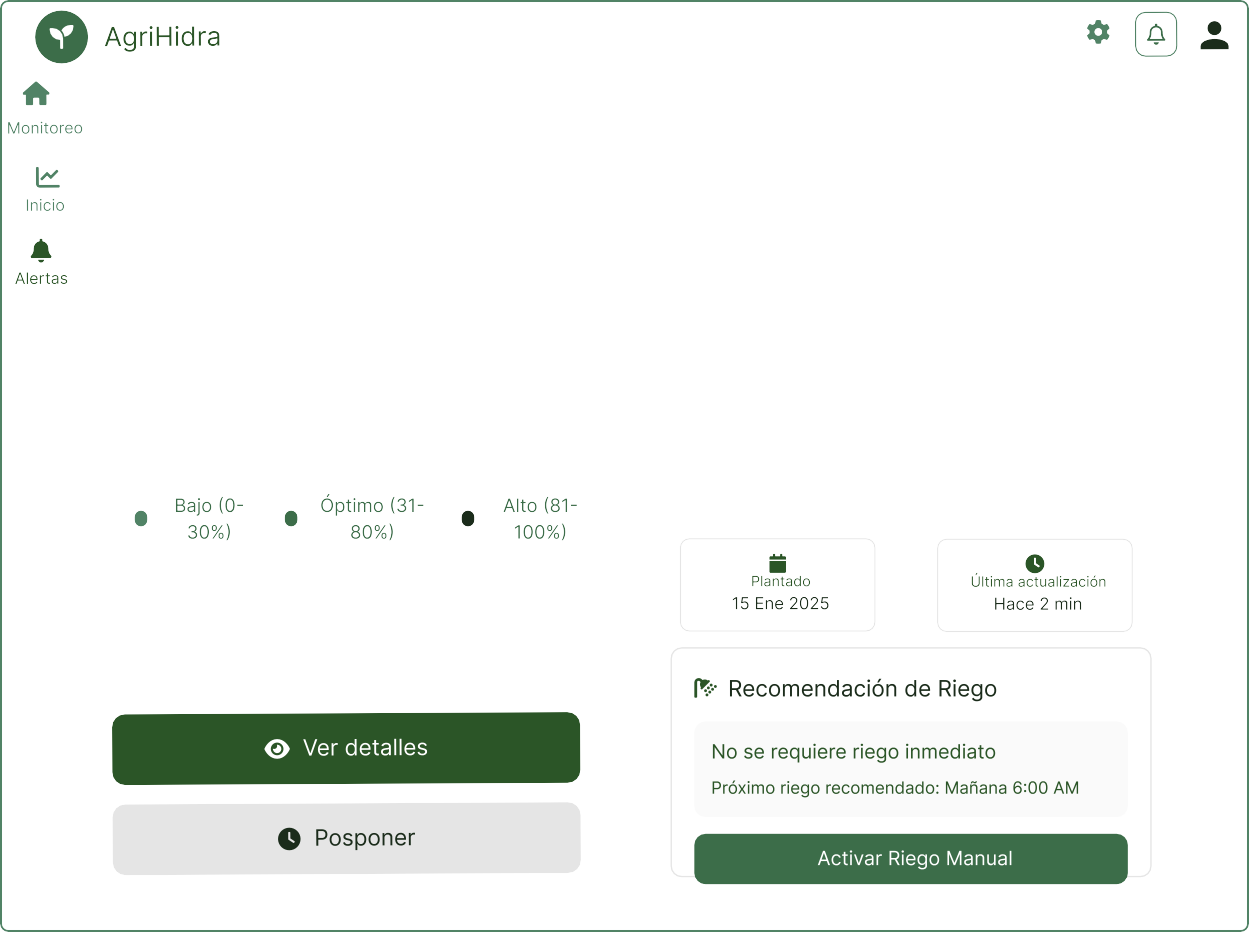 AgriHidra
Monitoreo
Inicio
Alertas
Bajo (0-
30%)
Óptimo (31-
80%)
Alto (81-
100%)
Plantado
15 Ene 2025
Última actualización
Hace 2 min
Recomendación de Riego
No se requiere riego inmediato
Próximo riego recomendado: Mañana 6:00 AM
Activar Riego Manual
Ver detalles
Posponer